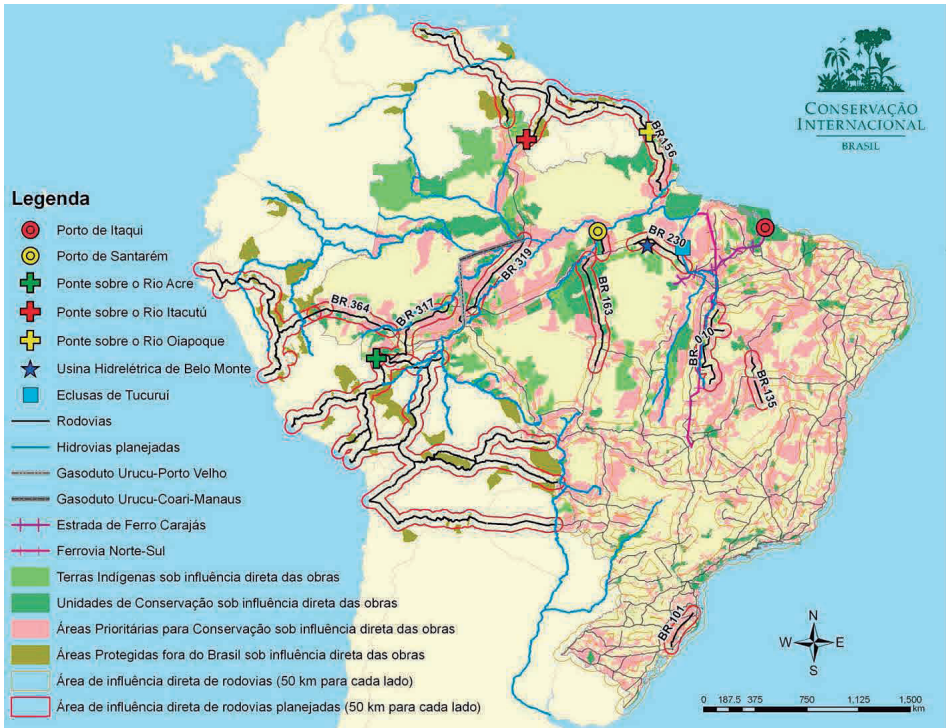 CONSERVAÇÃO
INTERNACIONAL
BRASIL
Legenda
Porto de Itaqui
Porto de Santarém
Ponte sobre o Rio Acre
Ponte sobre o Rio Itacutú
Ponte sobre o Rio Oiapoque
Usina Hidrelétrica de Belo Monte
Eclusas de Tucuruí
Rodovias
Hidrovias planejadas
Gasoduto Urucu-Porto Velho
Gasoduto Urucu-Coari-Manaus
Estrada de Ferro Carajás
Ferrovia Norte-Sul
Terras Indígenas sob influência direta das obras
Unidades de Conservação sob influência direta das obras
Áreas Prioritárias para Conservação sob influência direta das obras
Áreas Protegidas fora do Brasil sob influência direta das obras
Área de influência direta de rodovias (50 km para cada lado)
Área de influência direta de rodovias planejadas (50 km para cada lado)
BR 156
BR 230
BR 319
BR 163
BR 364
BR-317
BR- 010
BR-135
BR-101
N
W E
S
0 187.5 375 750 1,125 1,500
km